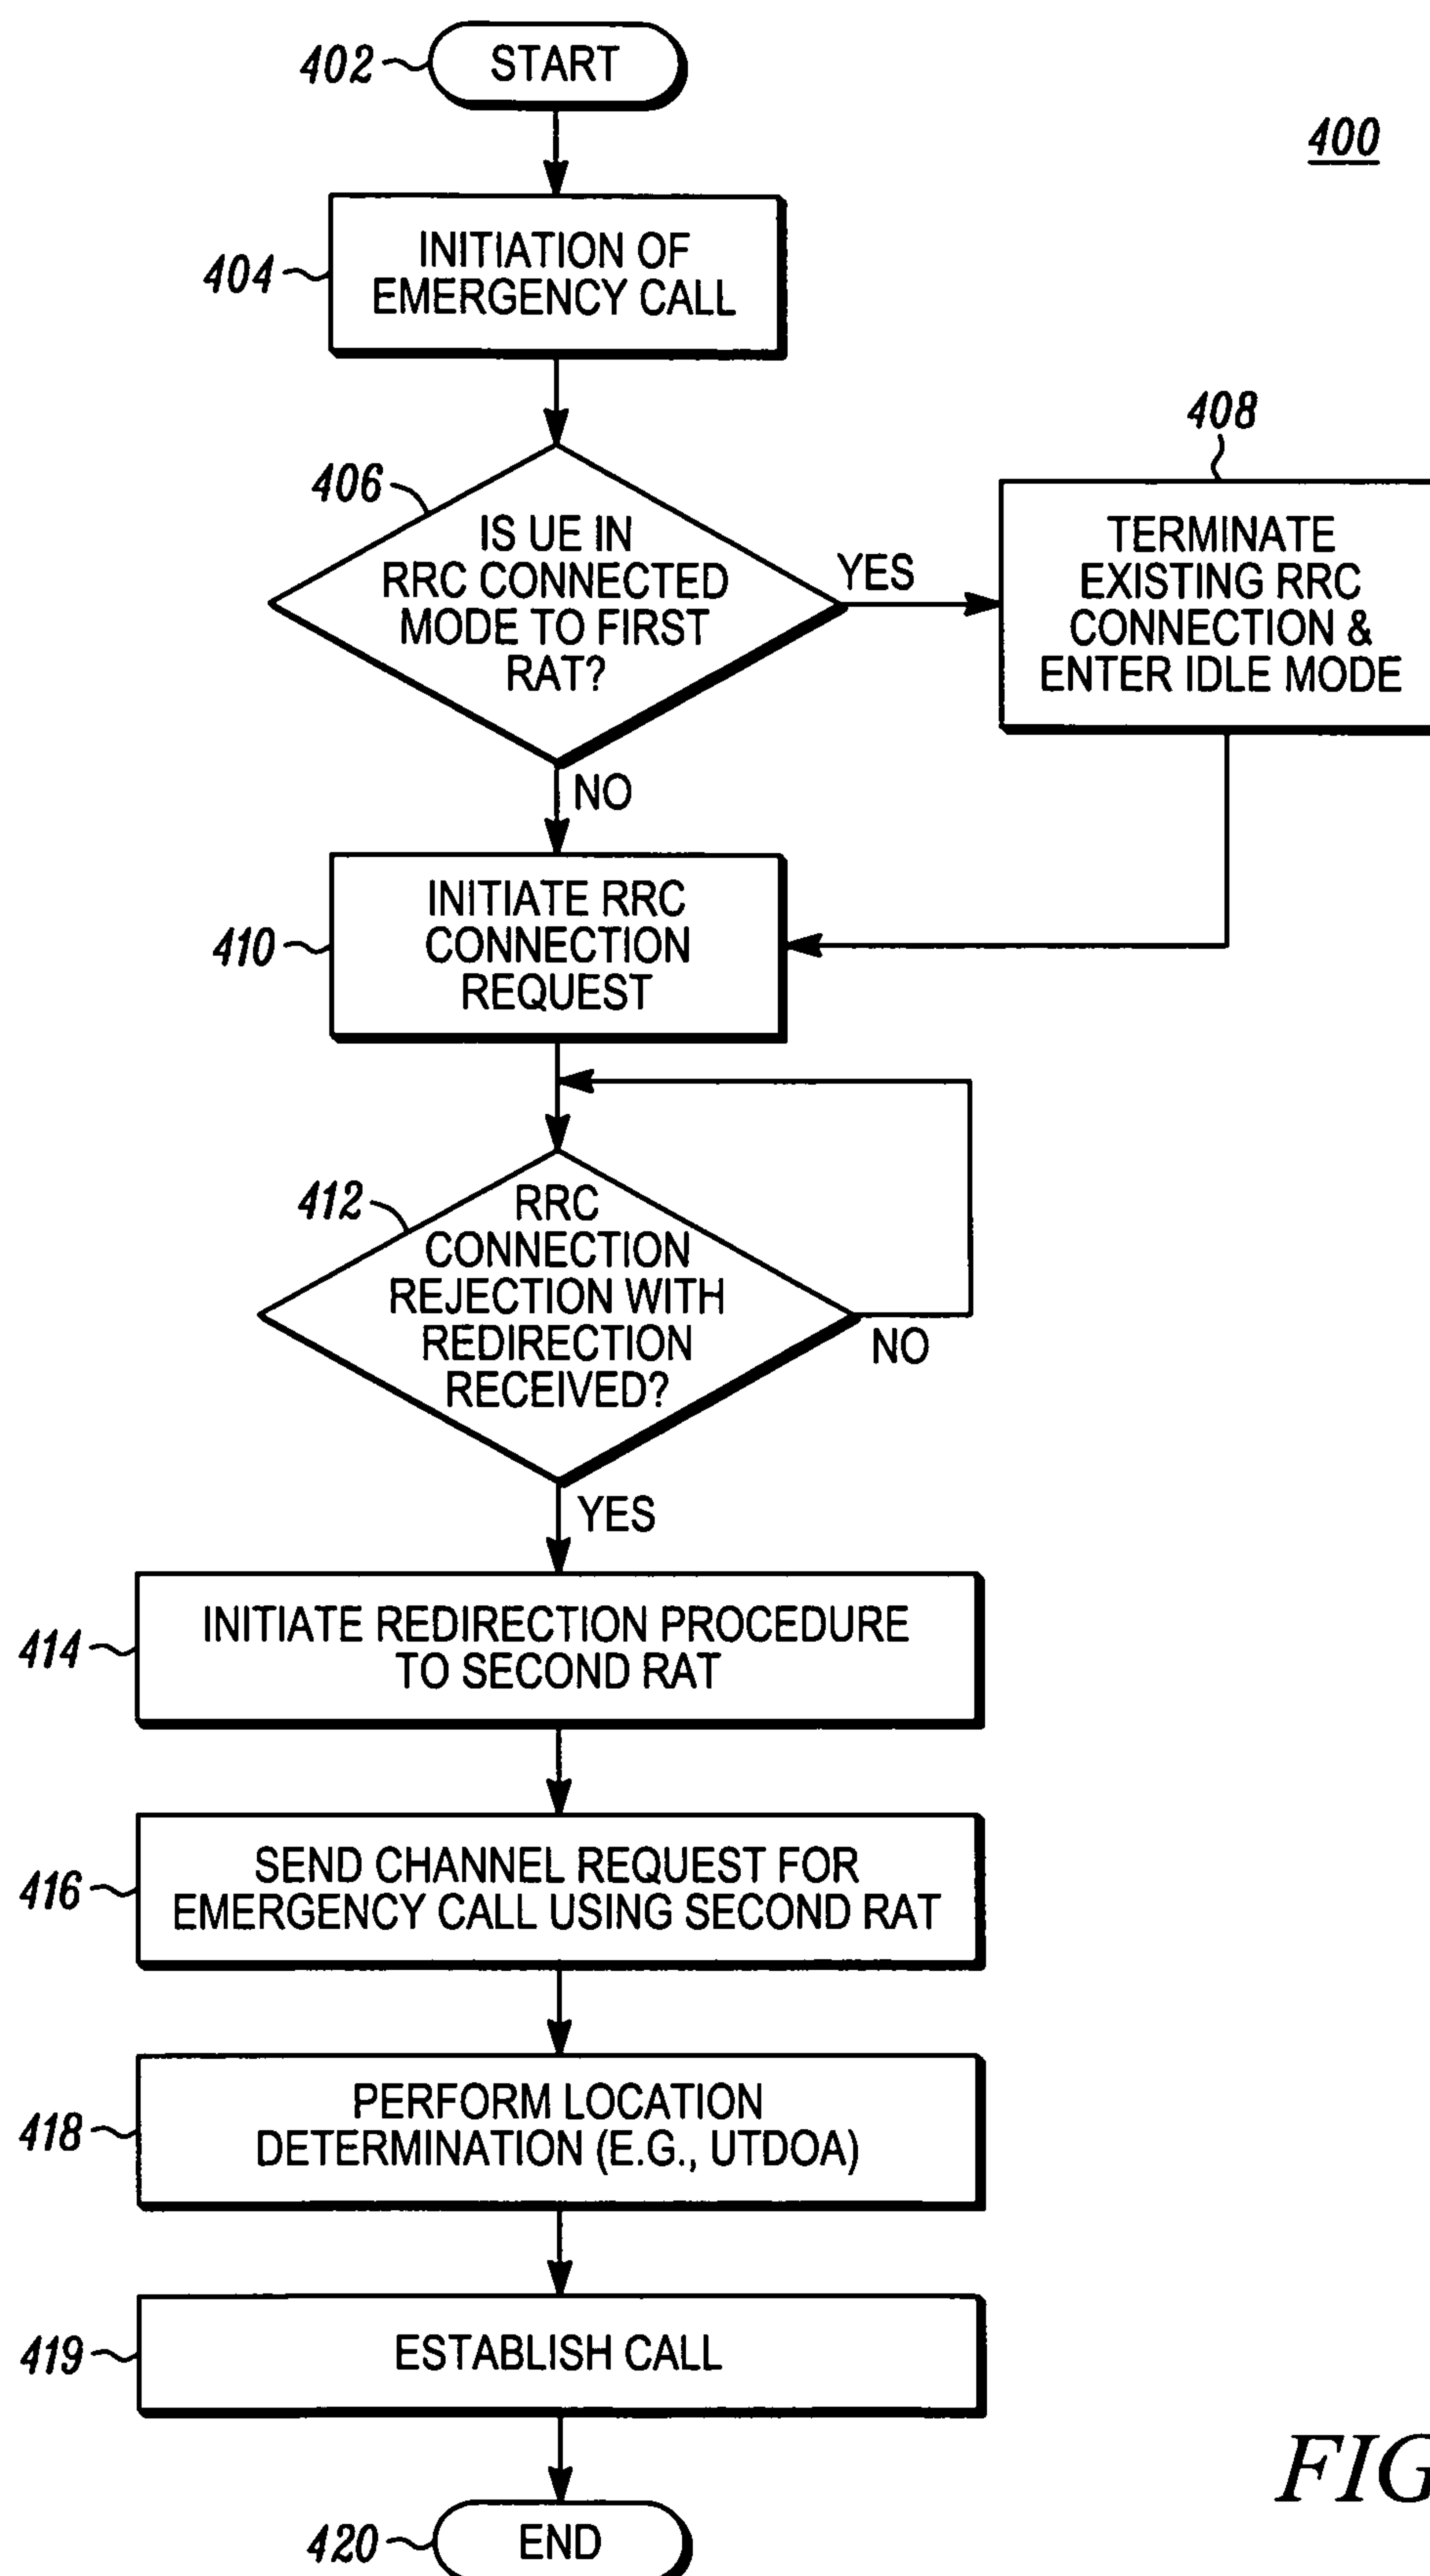 402
START
400
404
INITIATION OF
EMERGENCY CALL
408
406
IS UE IN
RRC CONNECTED
MODE TO FIRST
RAT?
YES
TERMINATE
EXISTING RRC
CONNECTION &
ENTER IDLE MODE
NO
410
INITIATE RRC
CONNECTION
REQUEST
412
RRC
CONNECTION
REJECTION WITH
REDIRECTION
RECEIVED?
NO
YES
414
INITIATE REDIRECTION PROCEDURE
TO SECOND RAT
416
SEND CHANNEL REQUEST FOR
EMERGENCY CALL USING SECOND RAT
418
PERFORM LOCATION
DETERMINATION (E.G., UTDOA)
419
ESTABLISH CALL
FIG
420
END